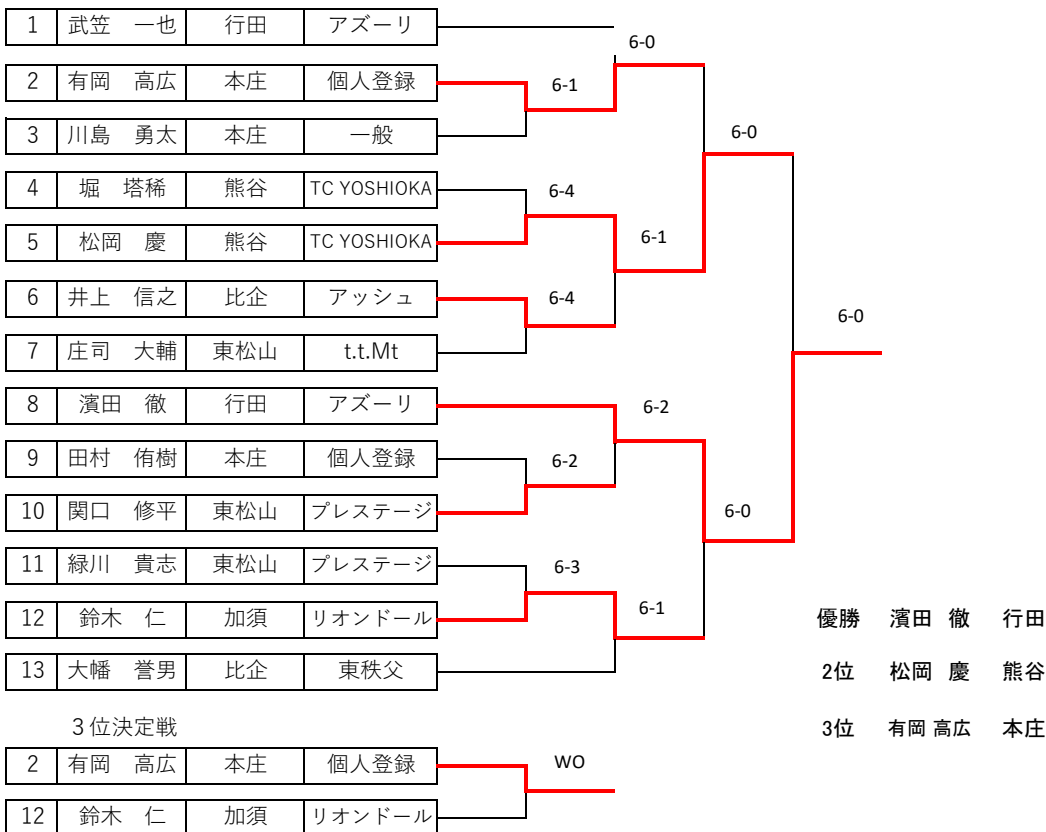 1 武笠　一也 行田 アズーリ
6-0
2 有岡　高広 本庄 個人登録 6-1
3 川島　勇太 本庄 一般 6-0
4 堀　塔稀 熊谷 TC YOSHIOKA 6-4
5 松岡　慶 熊谷 TC YOSHIOKA 6-1
6 井上　信之 比企 アッシュ 6-4
6-0
7 庄司　大輔 東松山 t.t.Mt
8 濱田　徹 行田 アズーリ 6-2
9 田村　侑樹 本庄 個人登録 6-2
10 関口　修平 東松山 プレステージ 6-0
11 緑川　貴志 東松山 プレステージ 6-3
12 鈴木　仁 加須 リオンドール 6-1 優勝 濱田 徹 行田
13 大幡　誉男 比企 東秩父 2位 松岡 慶 熊谷
３位決定戦 3位 有岡 高広 本庄
2 有岡　高広 本庄 個人登録 WO
12 鈴木　仁 加須 リオンドール